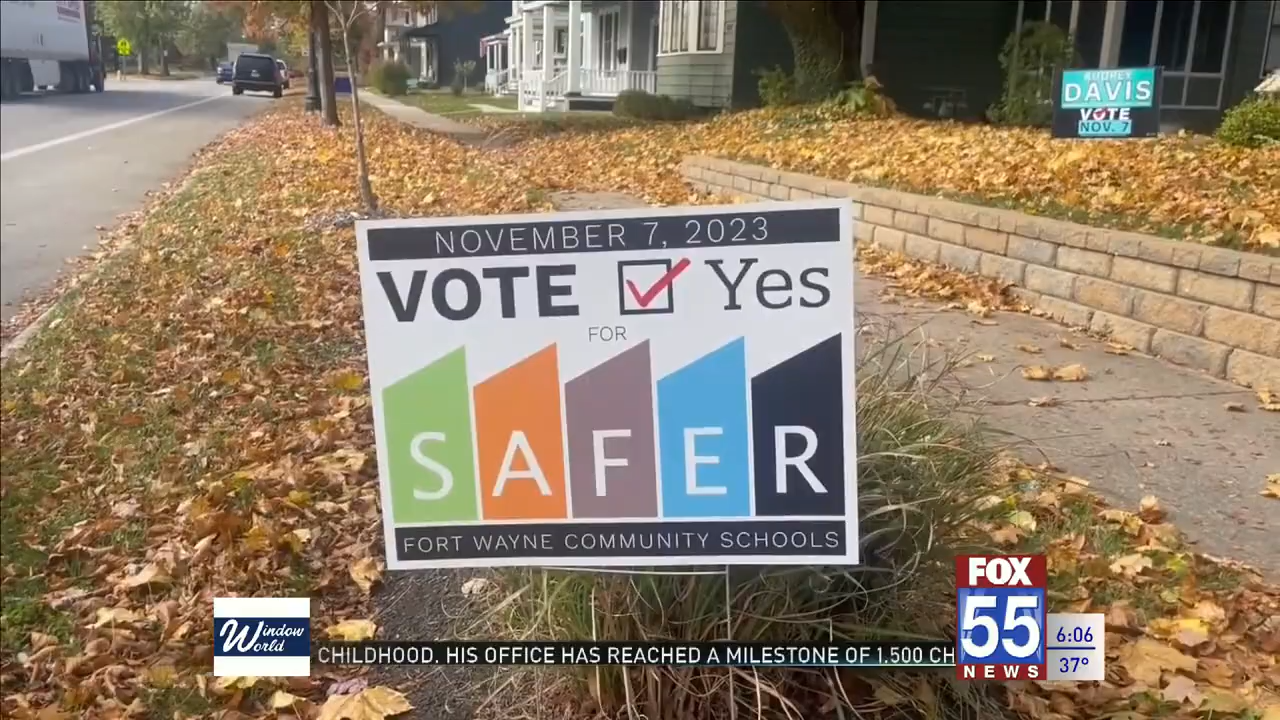 AUDREY
DAVIS
VOTE
NOV. 7
NOVEMBER 7, 2023
VOTE Yes
FOR
SAFER
FORT WAYNE COMMUNITY SCHOOLS
Window World
CHILDHOOD. HIS OFFICE HAS REACHED A MILESTONE OF 1,500 CH
FOX
55
NEWS
6:06
37°